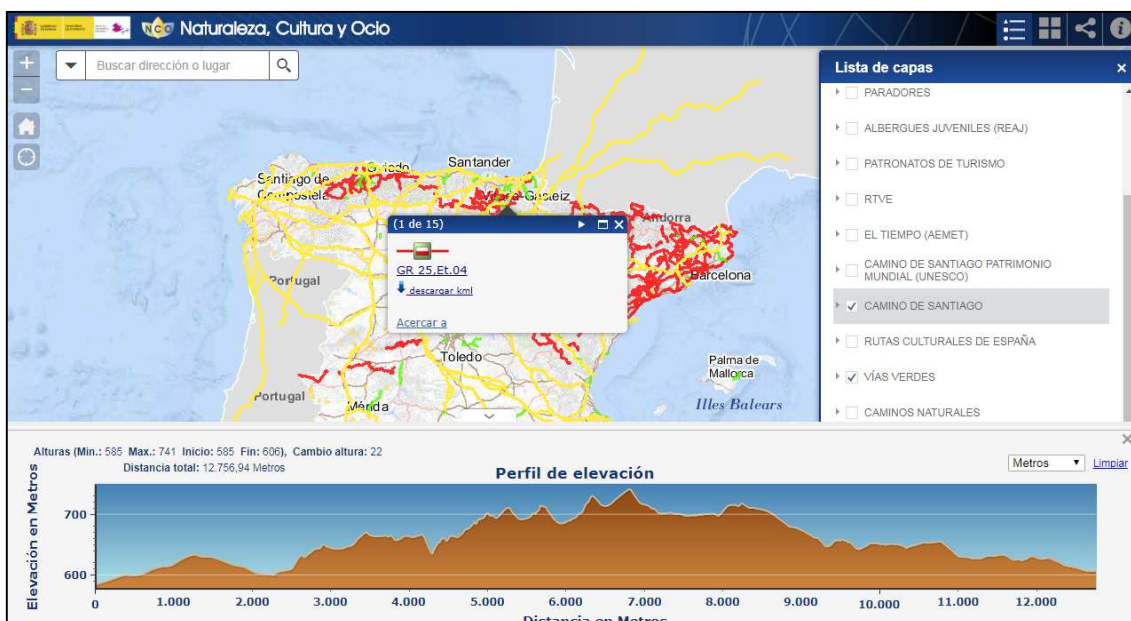 NCO Naturaleza, Cultura y Ocio
Buscar dirección o lugar
Santiago de
Compostela
Oviedo
Santander
Vitoria-Gasteiz
Andorra
Barcelona
Portugal
Toledo
Palma de
Mallorca
Portugal
Mérida
Illes Balears
(1 de 15)
GR 25,Et.04
descargar kml
Acercar a
Lista de capas
PARADORES
ALBERGUES JUVENILES (REAJ)
PATRONATOS DE TURISMO
RTVE
EL TIEMPO (AEMET)
CAMINO DE SANTIAGO PATRIMONIO
MUNDIAL (UNESCO)
CAMINO DE SANTIAGO
RUTAS CULTURALES DE ESPAÑA
VÍAS VERDES
CAMINOS NATURALES
Alturas (Min.: 585 Max.: 741 Inicio: 585 Fin: 606), Cambio altura: 22
Distancia total: 12.756,94 Metros
Perfil de elevación
Metros
Limpiar
Elevación en Metros
700
600
0 1.000 2.000 3.000 4.000 5.000 6.000 7.000 8.000 9.000 10.000 11.000 12.000
Distancia en Metros